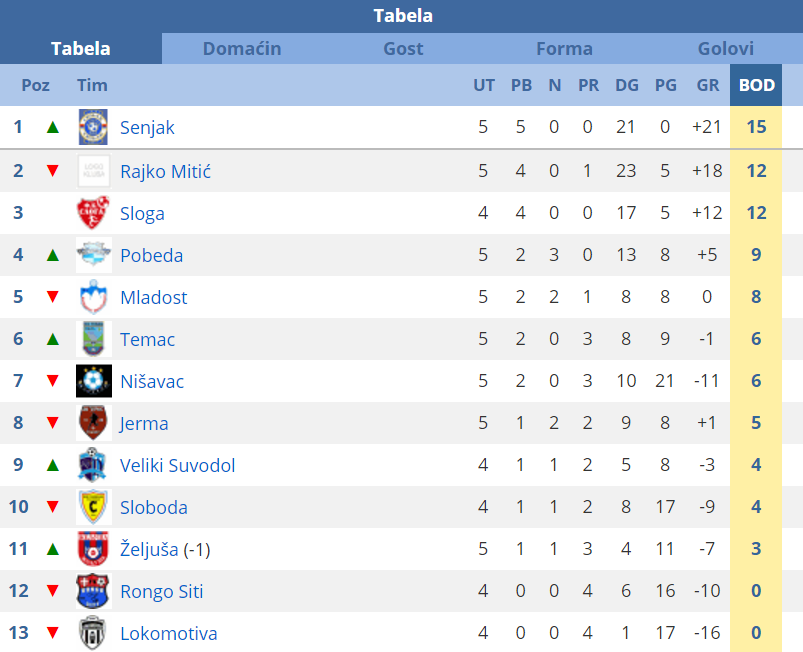 Tabela
Tabela Domaćin Gost Forma Golovi
Poz Tim UT PB N PR DG PG GR BOD
1 ▲ Senjak 5 5 0 0 21 0 +21 15
2 ▼ Rajko Mitić 5 4 0 1 23 5 +18 12
3 Sloga 4 4 0 0 17 5 +12 12
4 ▲ Pobeda 5 2 3 0 13 8 +5 9
5 ▼ Mladost 5 2 2 1 8 8 0 8
6 ▲ Temac 5 2 0 3 8 9 -1 6
7 ▼ Nišavac 5 2 0 3 10 21 -11 6
8 ▼ Jerma 5 1 2 2 9 8 +1 5
9 ▲ Veliki Suvodol 4 1 1 2 5 8 -3 4
10 ▼ Sloboda 4 1 1 2 8 17 -9 4
11 ▲ Željuša (-1) 5 1 1 3 4 11 -7 3
12 ▼ Rongo Siti 4 0 0 4 6 16 -10 0
13 ▼ Lokomotiva 4 0 0 4 1 17 -16 0